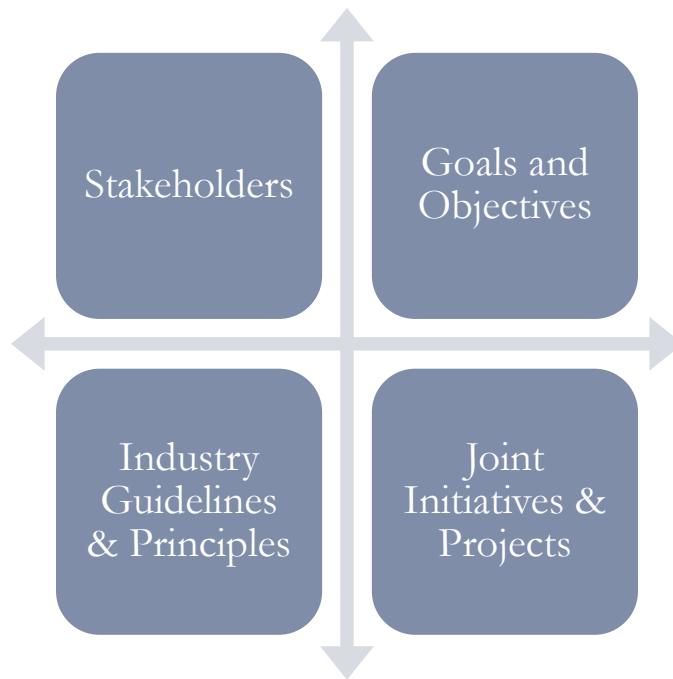 Stakeholders
Goals and
Objectives
Industry
Guidelines
& Principles
Joint
Initiatives &
Projects